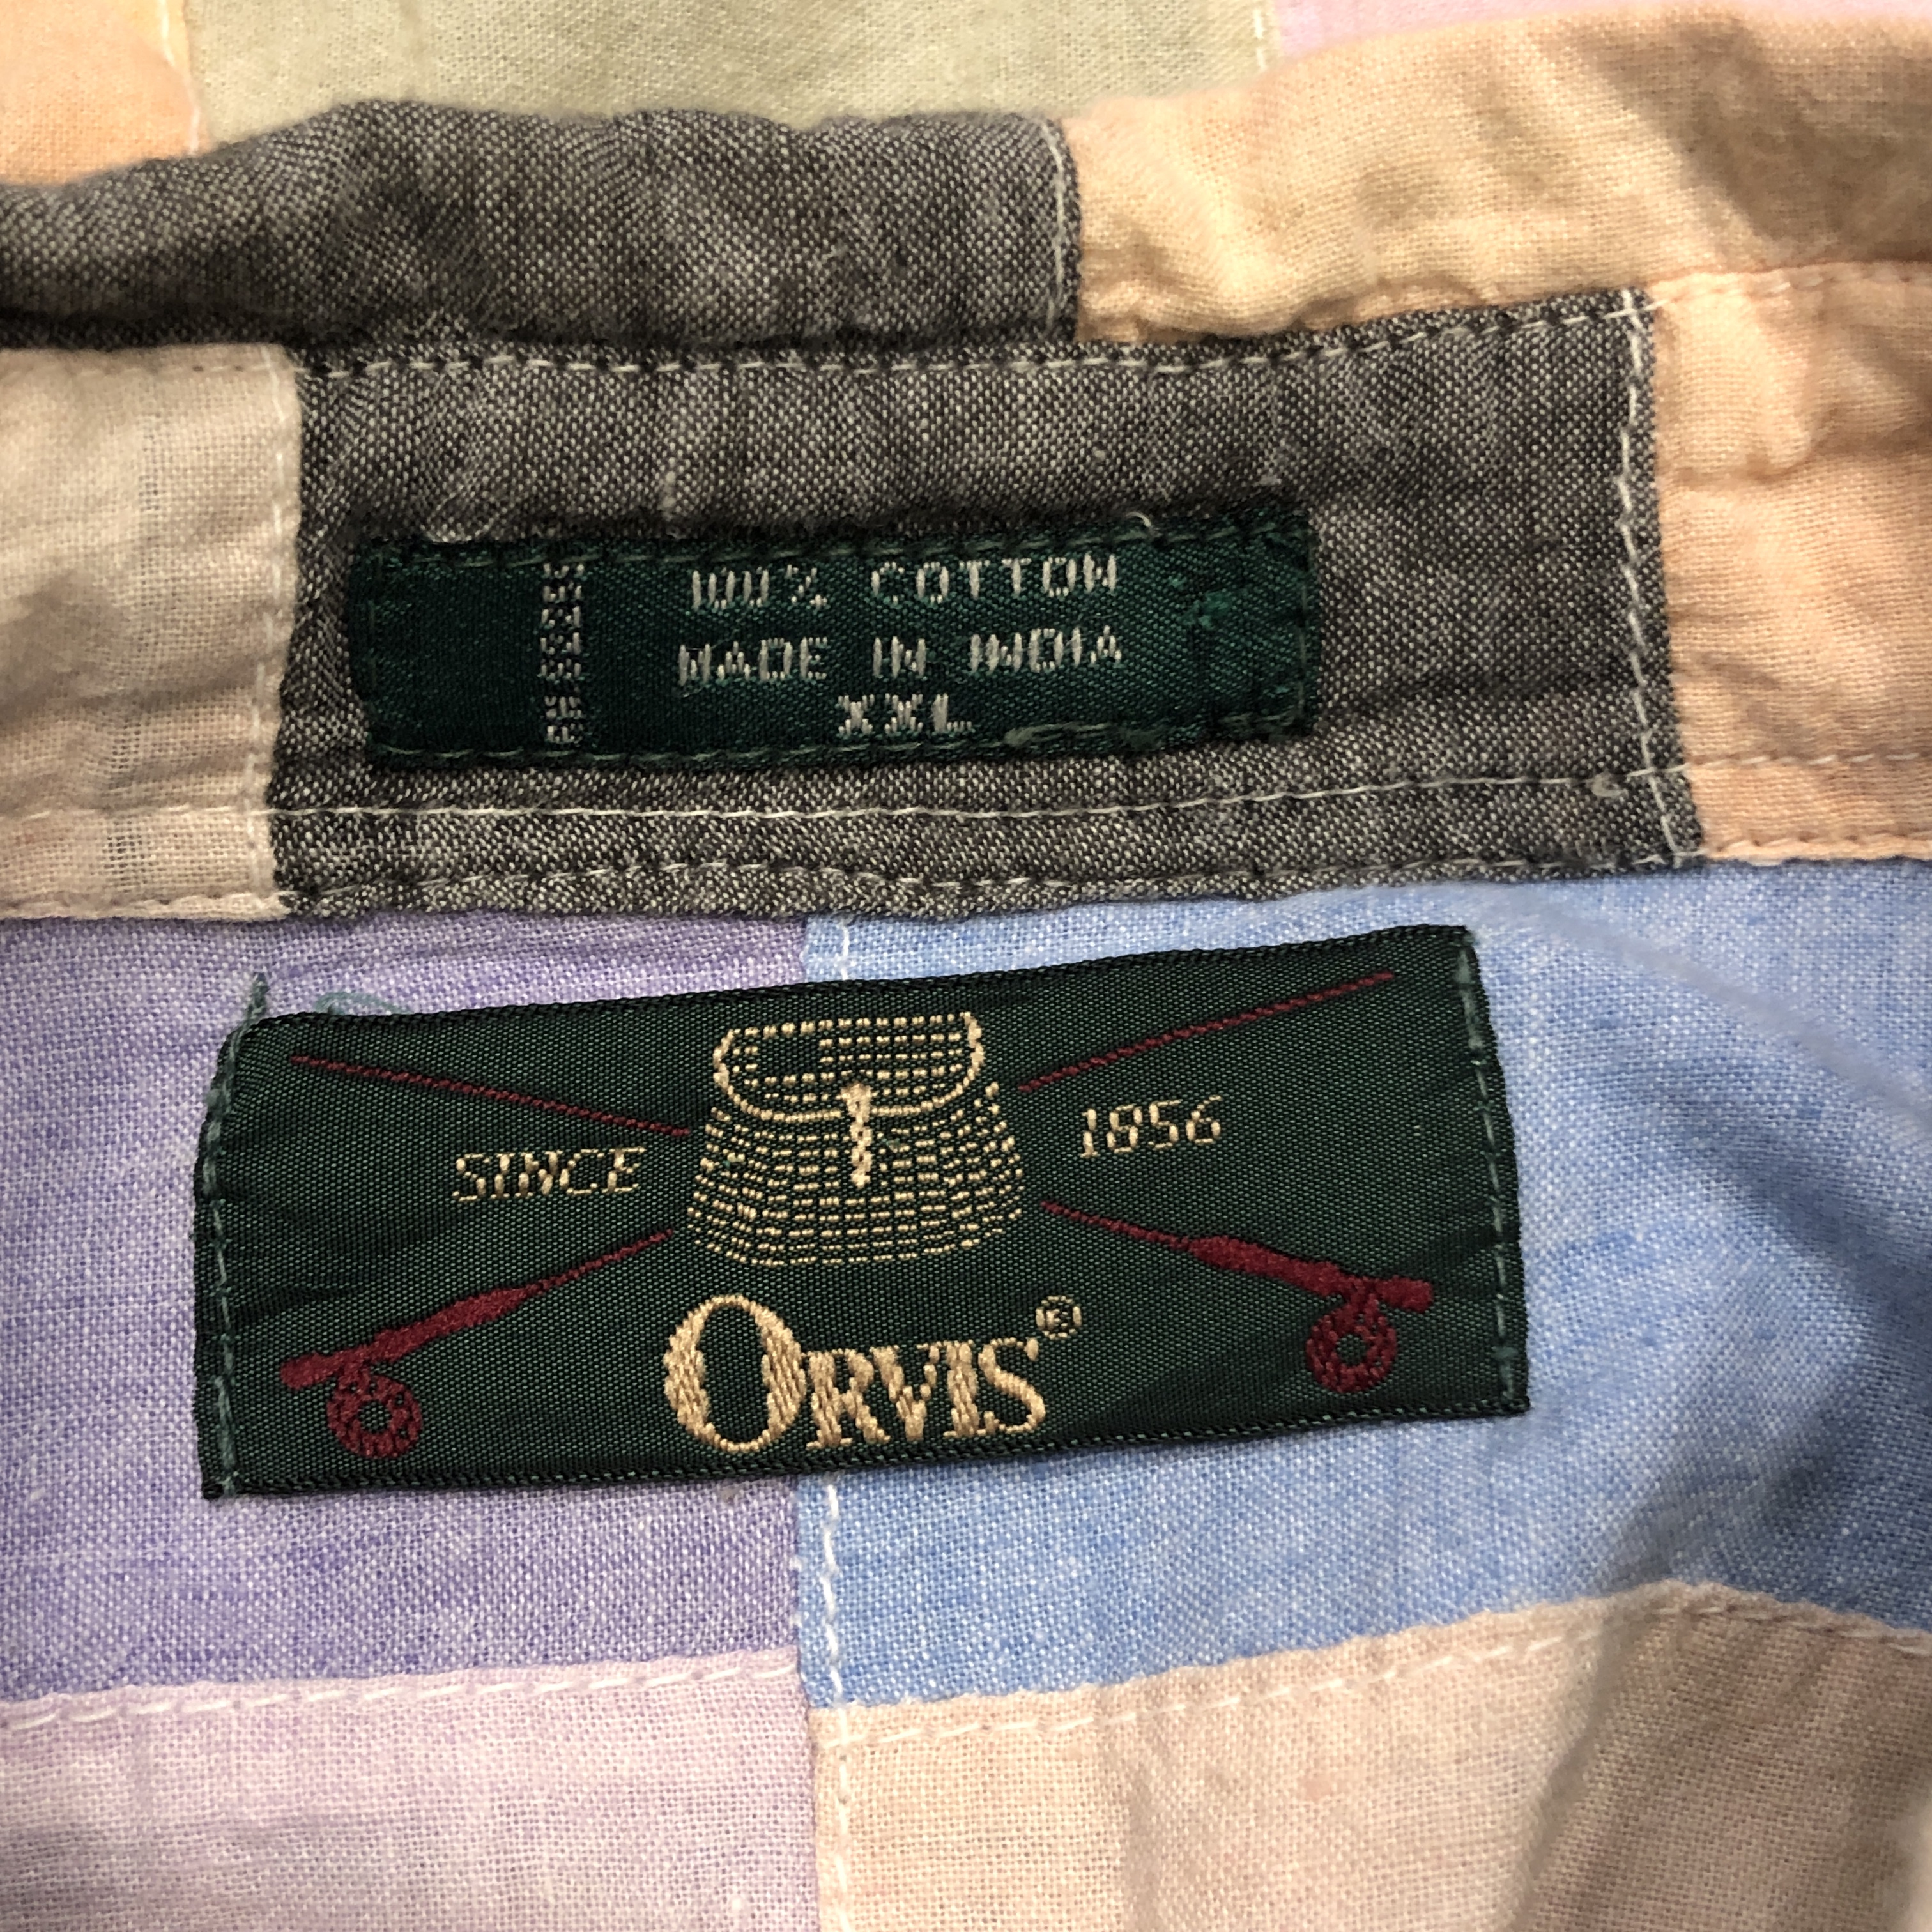 100% COTTON
MADE IN INDIA
XXL
SINCE 1856
ORVIS®